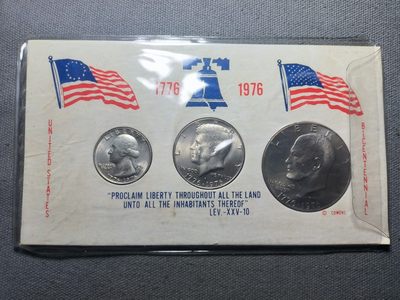 1776 1976
UNITED STATES
LIBERTY
LIBERTY
BICENTENNIAL
"PROCLAIM LIBERTY THROUGHOUT ALL THE LAND
UNTO ALL THE INHABITANTS THEREOF"
LEV.-XXV-10